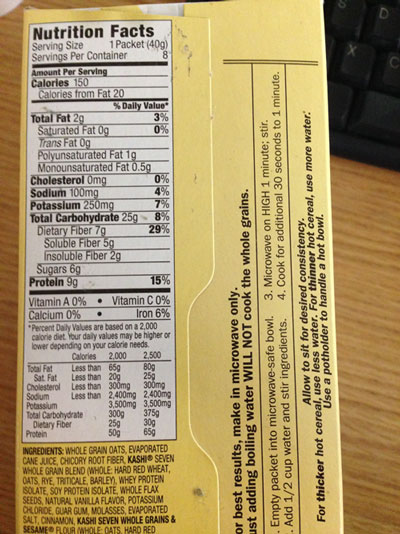 Nutrition Facts
Serving Size 1 Packet (40g)
Servings Per Container 8
Amount Per Serving
Calories 150
Calories from Fat 20
% Daily Value*
Total Fat 2g 3%
Saturated Fat 0g 0%
Trans Fat 0g
Polyunsaturated Fat 1g
Monounsaturated Fat 0.5g
Cholesterol 0mg 0%
Sodium 100mg 4%
Potassium 250mg 7%
Total Carbohydrate 25g 8%
Dietary Fiber 7g 29%
Soluble Fiber 5g
Insoluble Fiber 2g
Sugars 6g
Protein 9g 15%
Vitamin A 0% • Vitamin C 0%
Calcium 0% • Iron 6%
*Percent Daily Values are based on a 2,000
calorie diet. Your daily values may be higher or
lower depending on your calorie needs.
Calories 2,000 2,500
Total Fat Less than 65g 80g
Sat. Fat Less than 20g 25g
Cholesterol Less than 300mg 300mg
Sodium Less than 2,400mg 2,400mg
Potassium 3,500mg 3,500mg
Total Carbohydrate 300g 375g
Dietary Fiber 25g 30g
Protein 50g 65g
INGREDIENTS: WHOLE GRAIN OATS, EVAPORATED
CANE JUICE, CHICORY ROOT FIBER, KASHI® SEVEN
WHOLE GRAIN BLEND (WHOLE: HARD RED WHEAT,
OATS, RYE, TRITICALE, BARLEY), WHEY PROTEIN
ISOLATE, SOY PROTEIN ISOLATE, WHOLE FLAX
SEEDS, NATURAL VANILLA FLAVOR, POTASSIUM
CHLORIDE, GUAR GUM, MOLASSES, EVAPORATED
SALT, CINNAMON, KASHI SEVEN WHOLE GRAINS &
SESAME® FLOUR (WHOLE: OATS, HARD RED
or best results, make in microwave only.
ust adding boiling water WILL NOT cook the whole grains.
. Empty packet into microwave-safe bowl.
. Add 1/2 cup water and stir ingredients.
3. Microwave on HIGH 1 minute; stir.
4. Cook for additional 30 seconds to 1 minute.
Allow to sit for desired consistency.
For thicker hot cereal, use less water. For thinner hot cereal, use more water.
Use a potholder to handle a hot bowl.